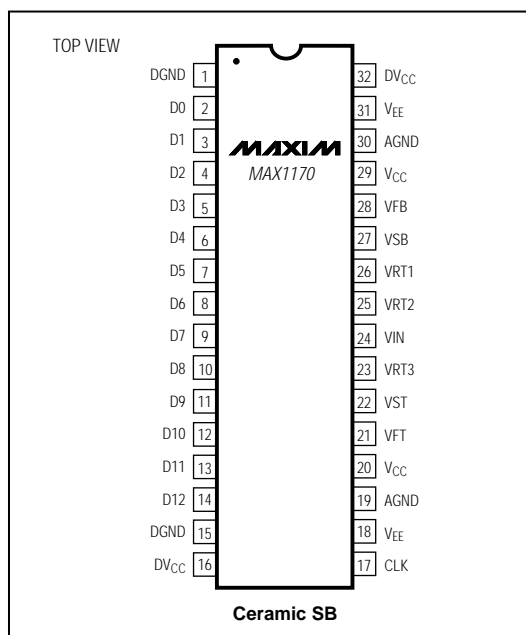 TOP VIEW
DGND 1 32 DVCC
D0 2 31 VEE
D1 3 30 AGND
MAXIM
D2 4 29 VCC
MAX1170
D3 5 28 VFB
D4 6 27 VSB
D5 7 26 VRT1
D6 8 25 VRT2
D7 9 24 VIN
D8 10 23 VRT3
D9 11 22 VST
D10 12 21 VFT
D11 13 20 VCC
D12 14 19 AGND
DGND 15 18 VEE
DVCC 16 17 CLK
Ceramic SB